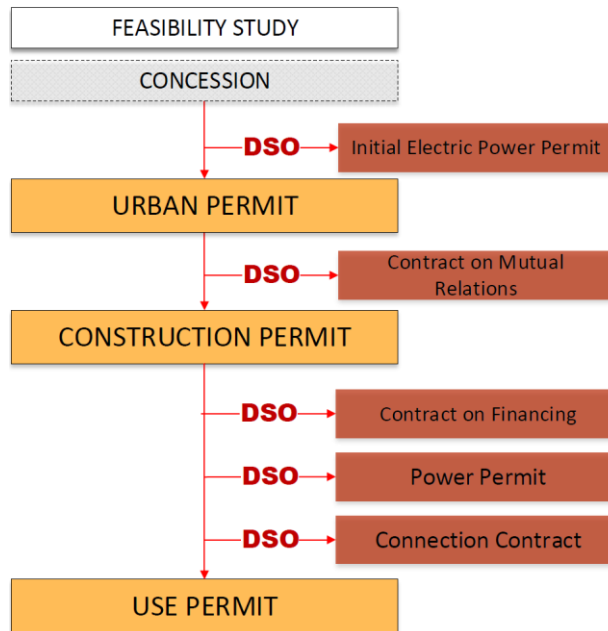 FEASIBILITY STUDY
CONCESSION
DSO
Initial Electric Power Permit
URBAN PERMIT
DSO
Contract on Mutual
Relations
CONSTRUCTION PERMIT
DSO
Contract on Financing
DSO
Power Permit
DSO
Connection Contract
USE PERMIT